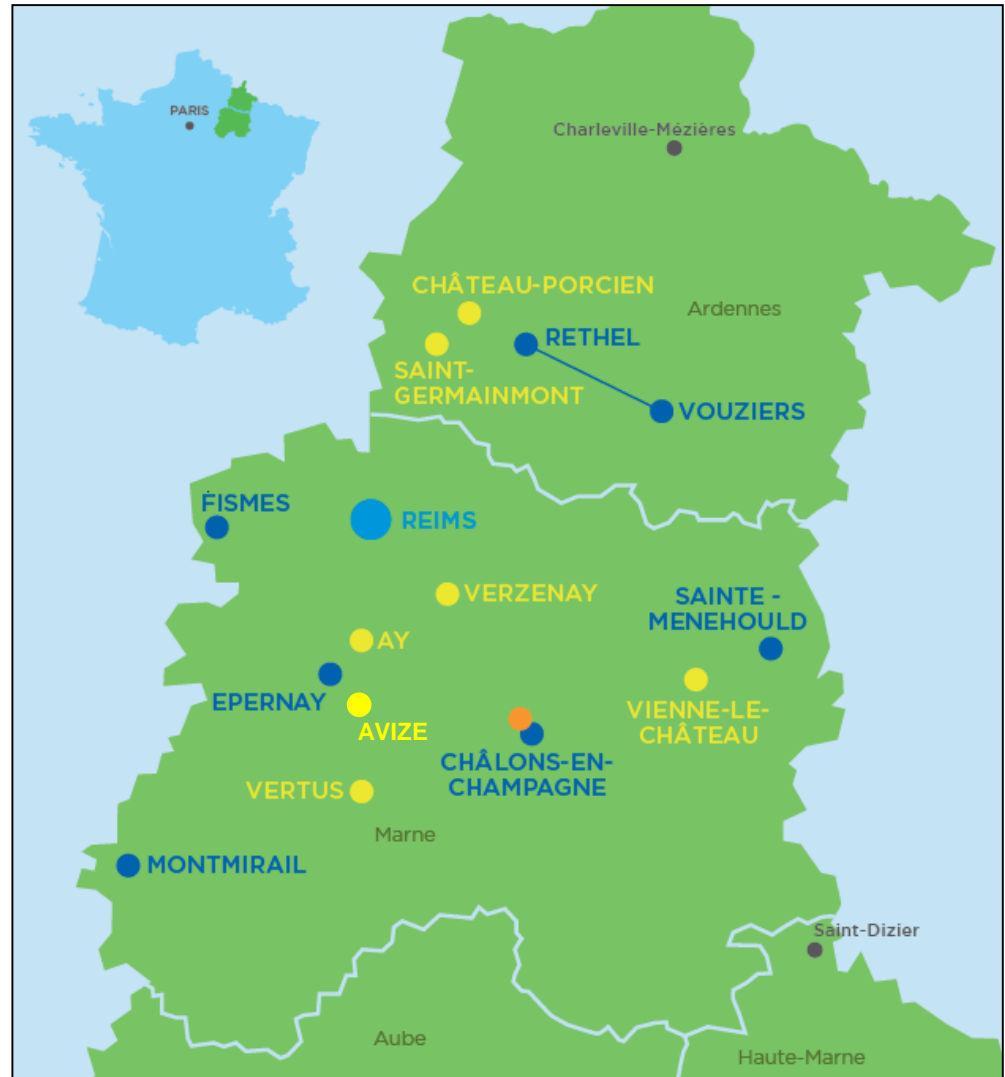 PARIS
Charleville-Mézières
CHÂTEAU-PORCIEN
Ardennes
RETHEL
SAINT-
GERMAINMONT
VOUZIERS
FISMES
REIMS
VERZENAY
SAINTE -
MENEHOULD
AY
EPERNAY
AVIZE
VIENNE-LE-
CHÂTEAU
CHÂLONS-EN-
CHAMPAGNE
VERTUS
Marne
MONTMIRAIL
Saint-Dizier
Aube
Haute-Marne